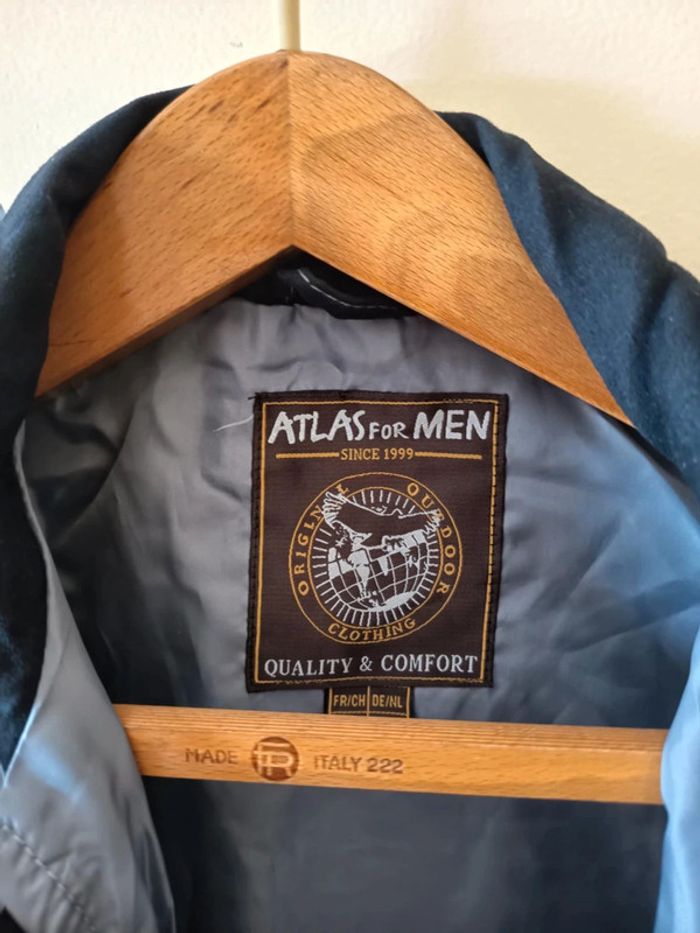 ATLAS FOR MEN
SINCE 1999
ORIGINAL OUTDOOR
CLOTHING
QUALITY & COMFORT
FR/CH DE/NL
MADE ITALY 222